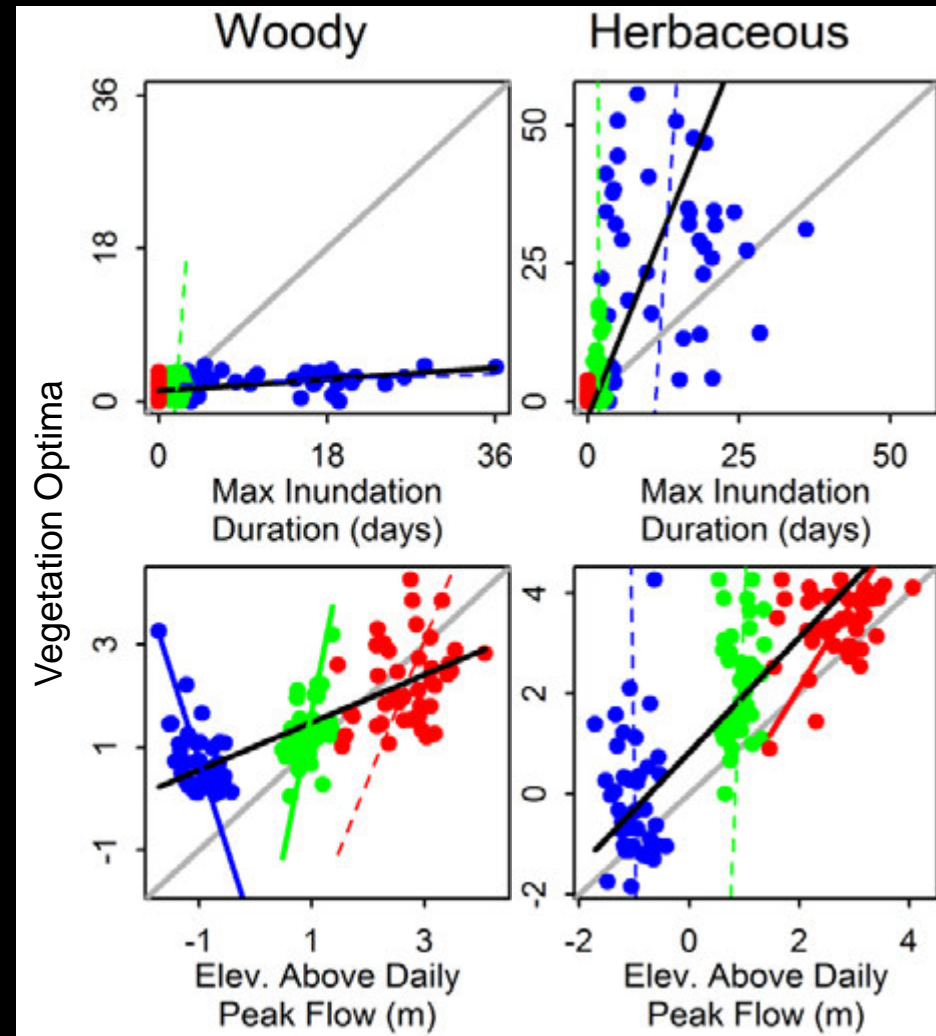 Woody
Herbaceous
Vegetation Optima
36
18
0
0 18 36
Max Inundation
Duration (days)
50
25
0
0 25 50
Max Inundation
Duration (days)
3
1
-1
-1 1 3
Elev. Above Daily
Peak Flow (m)
4
2
0
-2
-2 0 2 4
Elev. Above Daily
Peak Flow (m)